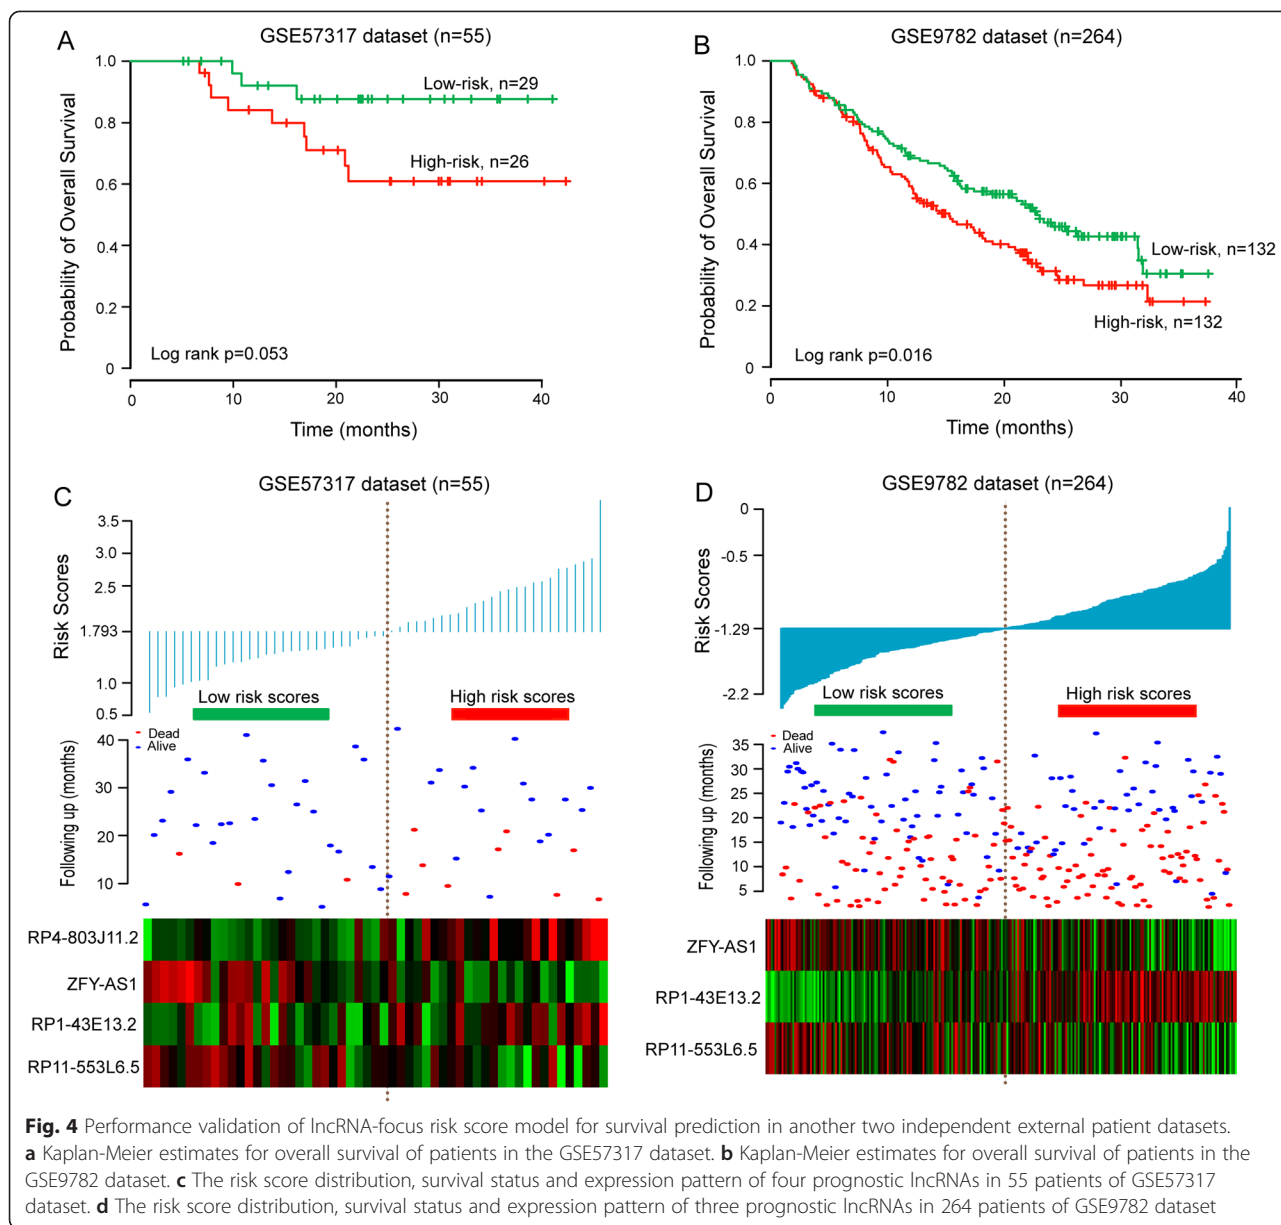 A
GSE57317 dataset (n=55)
Probability of Overall Survival
1.0
0.8
0.6
0.4
0.2
0
Low-risk, n=29
High-risk, n=26
Log rank p=0.053
0 10 20 30 40
Time (months)
B
GSE9782 dataset (n=264)
Probability of Overall Survival
1.0
0.8
0.6
0.4
0.2
0
Low-risk, n=132
High-risk, n=132
Log rank p=0.016
0 10 20 30 40
Time (months)
C
GSE57317 dataset (n=55)
Risk Scores
3.5
3.0
2.5
1.793
1.0
0.5
Low risk scores
High risk scores
Dead
Alive
Following up (months)
40
30
20
10
RP4-803J11.2
ZFY-AS1
RP1-43E13.2
RP11-553L6.5
D
GSE9782 dataset (n=264)
Risk Scores
0
-0.5
-1.29
-2.2
Low risk scores
High risk scores
Dead
Alive
Following up (months)
35
30
25
20
15
10
5
ZFY-AS1
RP1-43E13.2
RP11-553L6.5
Fig. 4 Performance validation of lncRNA-focus risk score model for survival prediction in another two independent external patient datasets.
a Kaplan-Meier estimates for overall survival of patients in the GSE57317 dataset. b Kaplan-Meier estimates for overall survival of patients in the
GSE9782 dataset. c The risk score distribution, survival status and expression pattern of four prognostic lncRNAs in 55 patients of GSE57317
dataset. d The risk score distribution, survival status and expression pattern of three prognostic lncRNAs in 264 patients of GSE9782 dataset